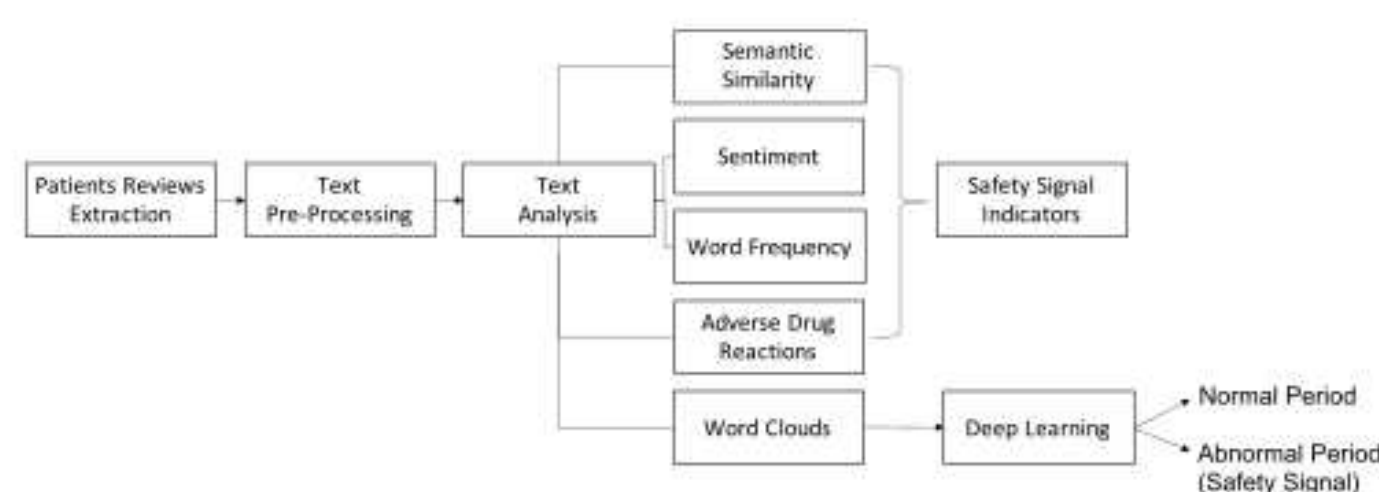 Patients Reviews
Extraction
Text
Pre-Processing
Text
Analysis
Semantic
Similarity
Sentiment
Word Frequency
Adverse Drug
Reactions
Word Clouds
Safety Signal
Indicators
Deep Learning
Normal Period
Abnormal Period
(Safety Signal)